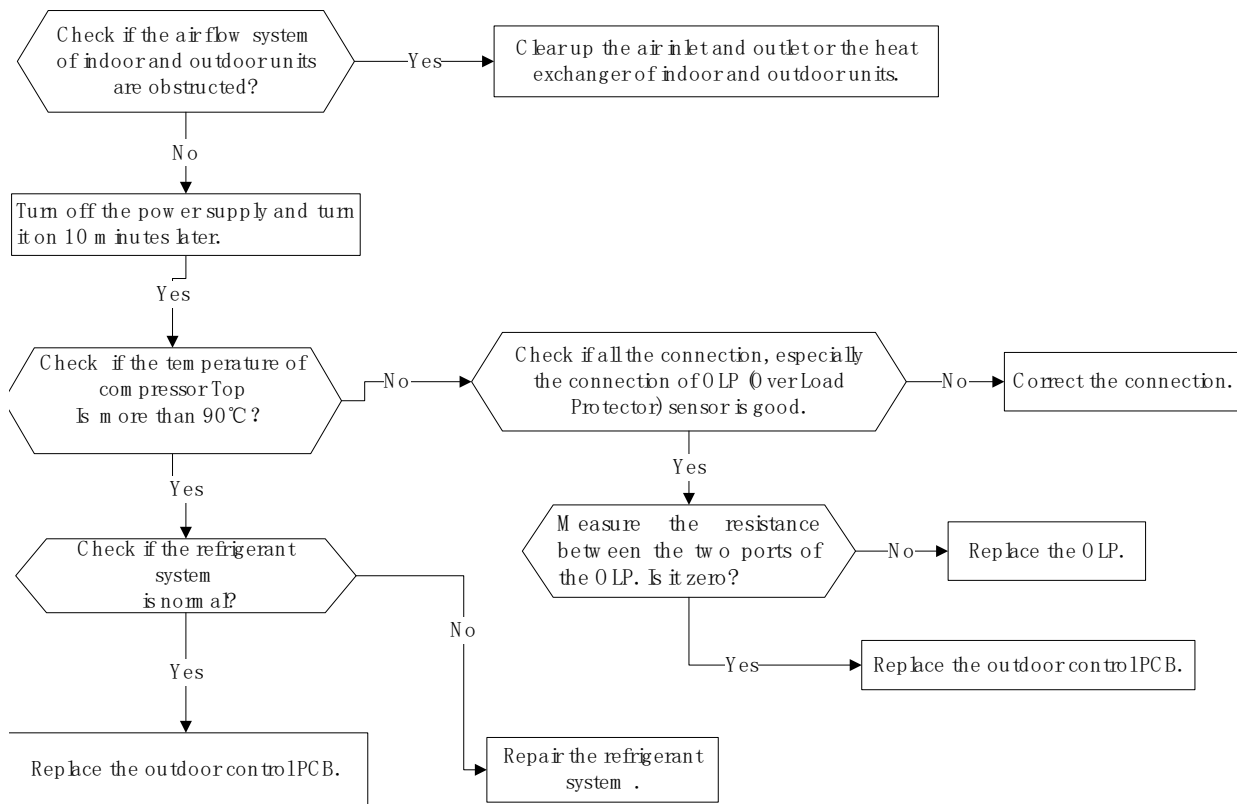 Check if the air flow system
of indoor and outdoor units
are obstructed?
Yes
Clear up the air inlet and outlet or the heat
exchanger of indoor and outdoor units.
No
Turn off the power supply and turn
it on 10 minutes later.
Yes
Check if the temperature of
compressor Top
Is more than 90℃?
No
Check if all the connection, especially
the connection of OLP (Over Load
Protector) sensor is good.
No
Correct the connection.
Yes
Yes
Measure the resistance
between the two ports of
the OLP. Is it zero?
No
Replace the OLP.
Check if the refrigerant
system
is normal?
No
Yes
Yes
Replace the outdoor control PCB.
Replace the outdoor control PCB.
Repair the refrigerant
system.